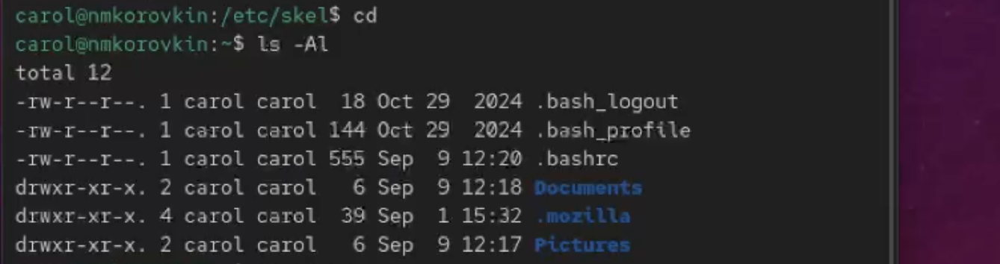 carol@nmkorovkin:/etc/skel$ cd
carol@nmkorovkin:~$ ls -Al
total 12
-rw-r--r--. 1 carol carol  18 Oct 29  2024 .bash_logout
-rw-r--r--. 1 carol carol 144 Oct 29  2024 .bash_profile
-rw-r--r--. 1 carol carol 555 Sep  9 12:20 .bashrc
drwxr-xr-x. 2 carol carol   6 Sep  9 12:18 Documents
drwxr-xr-x. 4 carol carol  39 Sep  1 15:32 .mozilla
drwxr-xr-x. 2 carol carol   6 Sep  9 12:17 Pictures